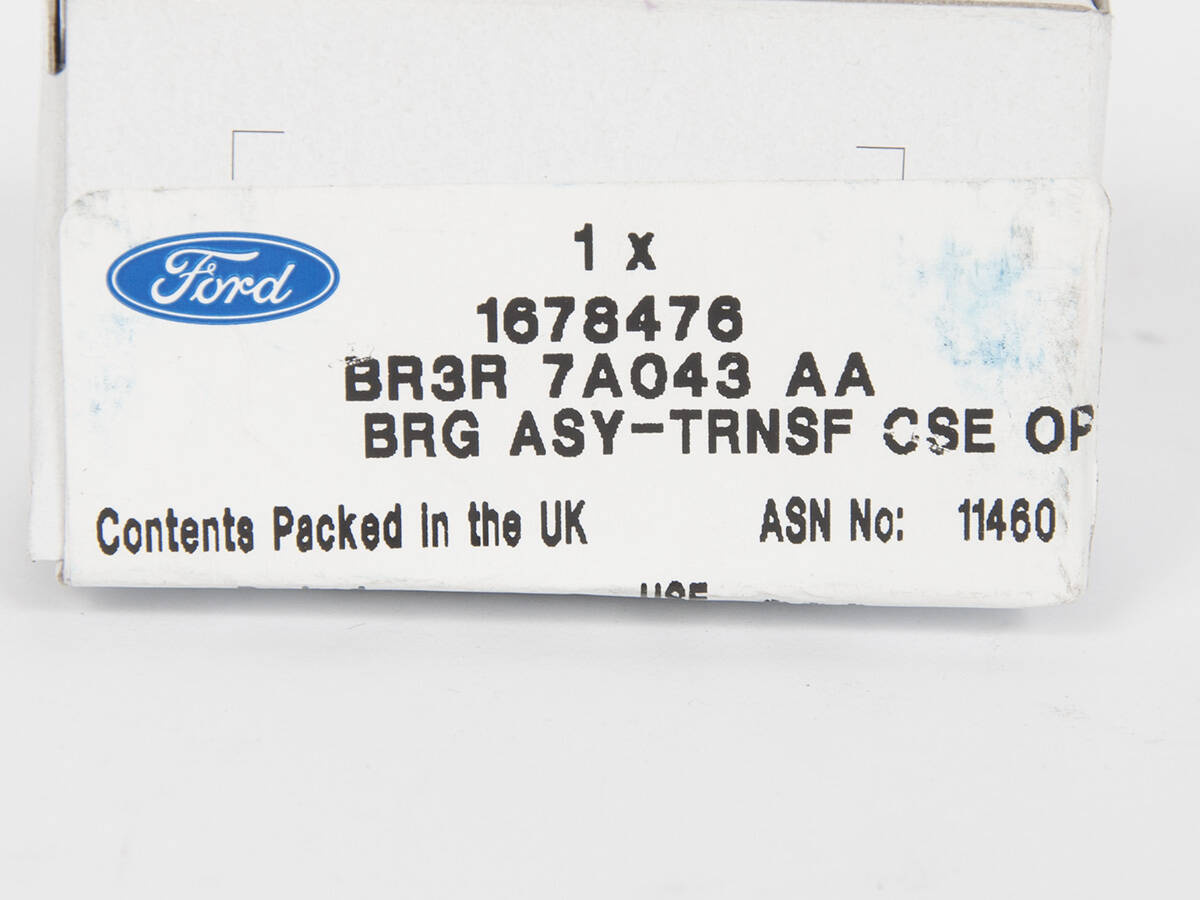 Ford
1 x
1678476
BR3R 7A043 AA
BRG ASY-TRNSF CSE OP
Contents Packed in the UK
ASN No: 11460